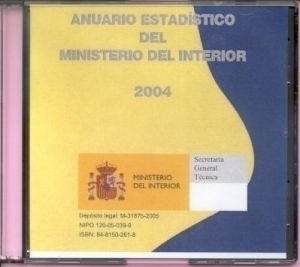 ANUARIO ESTADÍSTICO
DEL
MINISTERIO DEL INTERIOR
2004
MINISTERIO
DEL INTERIOR
Secretaría
General
Técnica
Depósito legal: M-31875-2005
NIPO: 126-05-039-9
ISBN: 84-8150-261-8